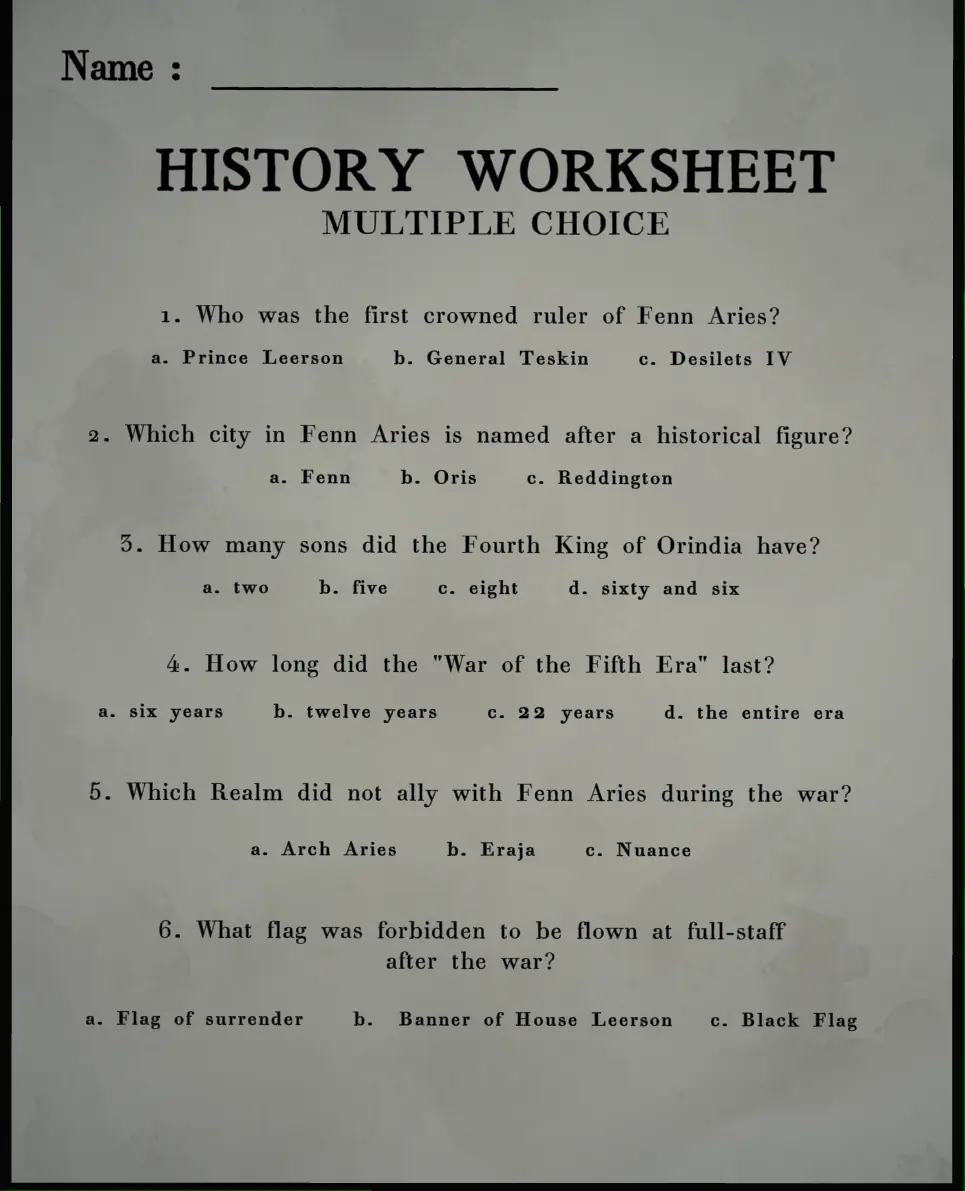 Name : 
HISTORY WORKSHEET
MULTIPLE CHOICE
1. Who was the first crowned ruler of Fenn Aries?
a. Prince Leerson b. General Teskin c. Desilets IV
2. Which city in Fenn Aries is named after a historical figure?
a. Fenn b. Oris c. Reddington
3. How many sons did the Fourth King of Orindia have?
a. two b. five c. eight d. sixty and six
4. How long did the "War of the Fifth Era" last?
a. six years b. twelve years c. 22 years d. the entire era
5. Which Realm did not ally with Fenn Aries during the war?
a. Arch Aries b. Eraja c. Nuance
6. What flag was forbidden to be flown at full-staff
after the war?
a. Flag of surrender b. Banner of House Leerson c. Black Flag